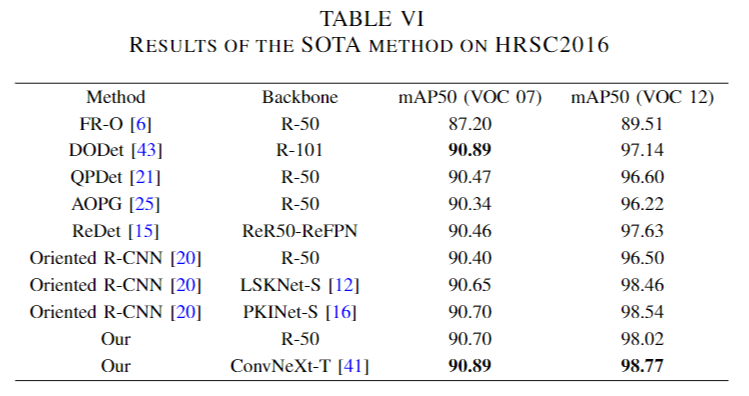 TABLE VI
RESULTS OF THE SOTA METHOD ON HRSC2016
Method Backbone mAP50 (VOC 07) mAP50 (VOC 12)
FR-O [6] R-50 87.20 89.51
DODet [43] R-101 90.89 97.14
QPDet [21] R-50 90.47 96.60
AOPG [25] R-50 90.34 96.22
ReDet [15] ReR50-ReFPN 90.46 97.63
Oriented R-CNN [20] R-50 90.40 96.50
Oriented R-CNN [20] LSKNet-S [12] 90.65 98.46
Oriented R-CNN [20] PKINet-S [16] 90.70 98.54
Our R-50 90.70 98.02
Our ConvNeXt-T [41] 90.89 98.77